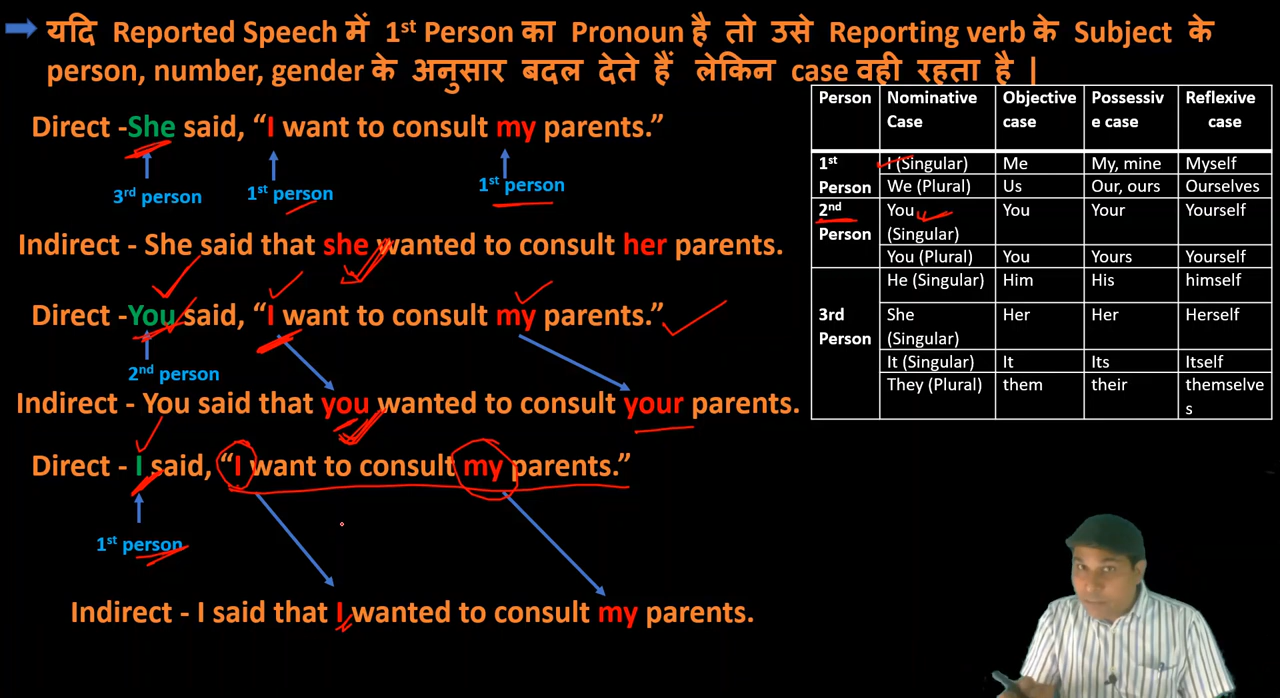 यदि Reported Speech में 1st Person का Pronoun है तो उसे Reporting verb के Subject के
person, number, gender के अनुसार बदल देते हैं लेकिन case वही रहता है |
Direct -She said, “I want to consult my parents.”
3rd person
1st person
1st person
Indirect - She said that she wanted to consult her parents.
Direct -You said, “I want to consult my parents.”
2nd person
Indirect - You said that you wanted to consult your parents.
Direct - I said, “I want to consult my parents.”
1st person
Indirect - I said that I wanted to consult my parents.
Person Nominative Objective Possessiv Reflexive
Case case e case case
1st I (Singular) Me My, mine Myself
Person We (Plural) Us Our, ours Ourselves
2nd You You Your Yourself
Person (Singular)
You (Plural) You Yours Yourself
He (Singular) Him His himself
3rd She Her Her Herself
Person (Singular)
It (Singular) It Its Itself
They (Plural) them their themselve
s